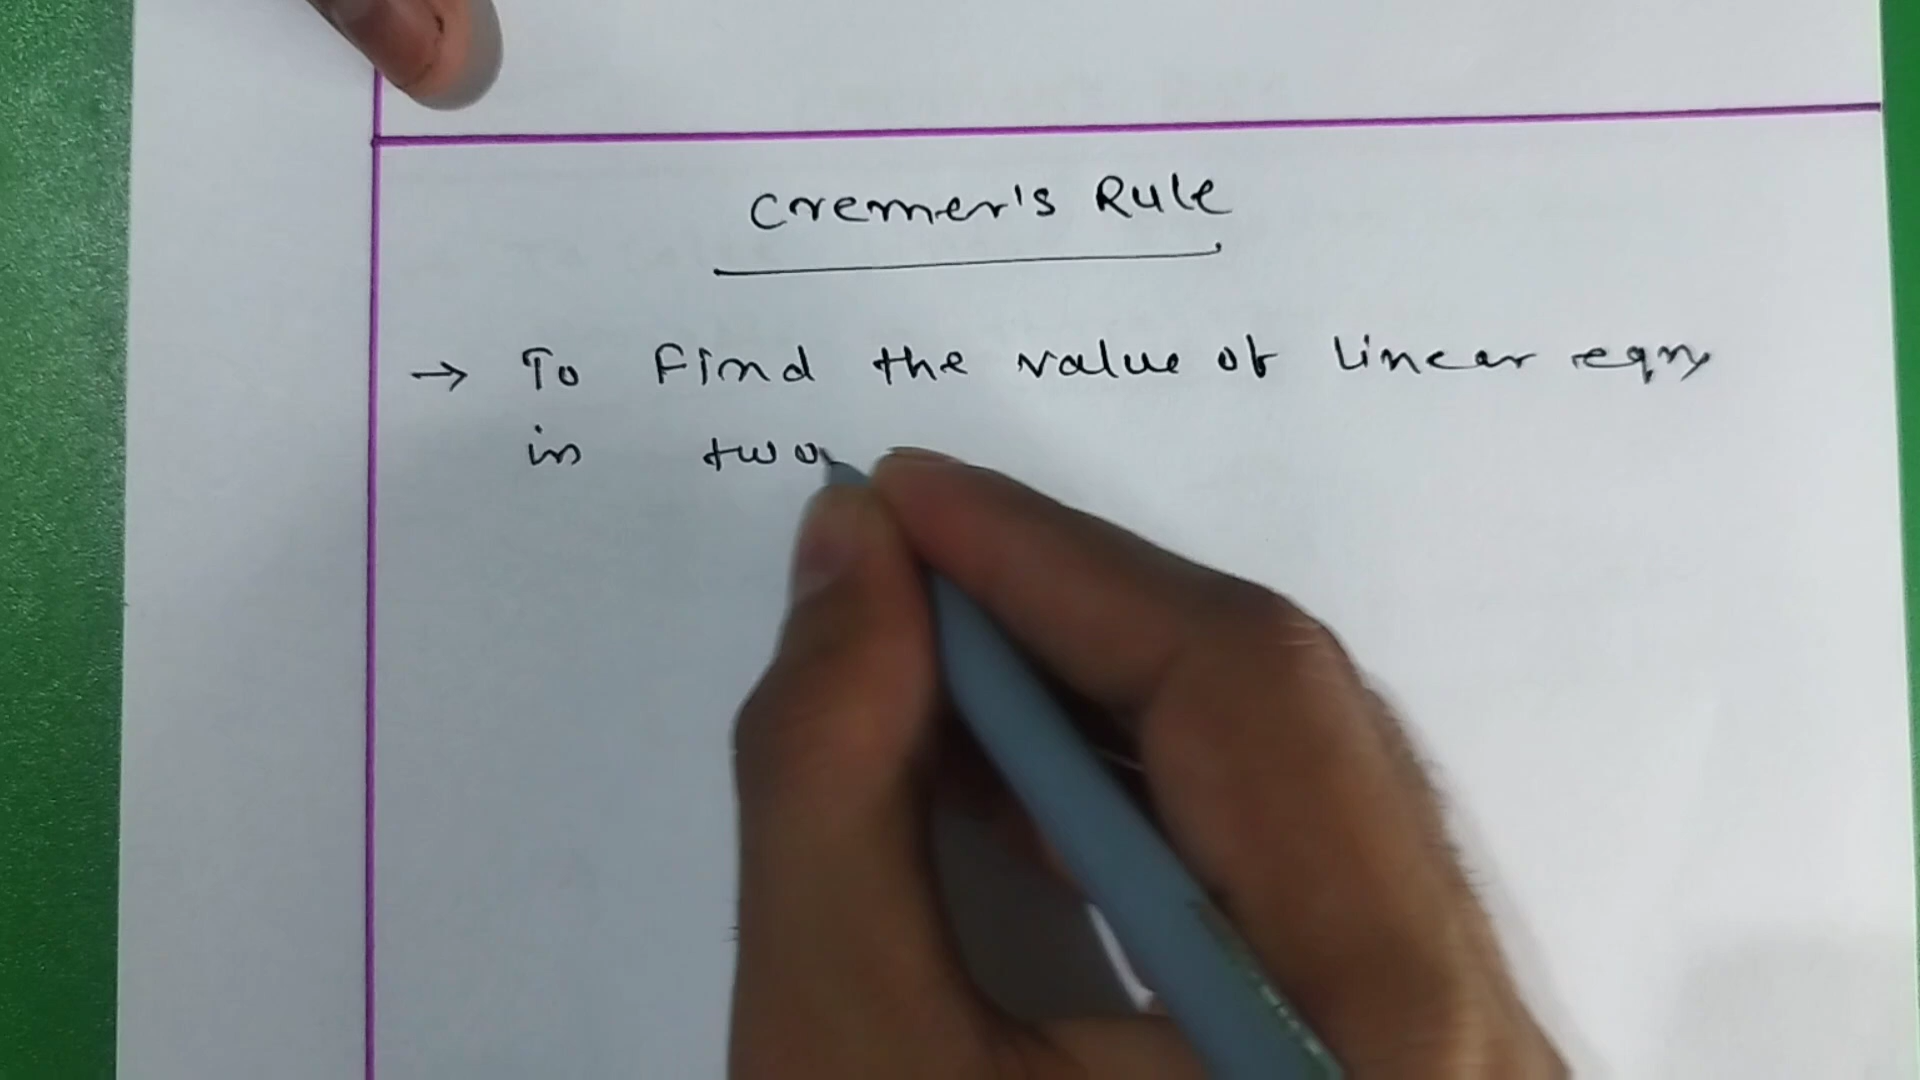 Cremer's Rule
→ To Find the value of linear eqn
in two